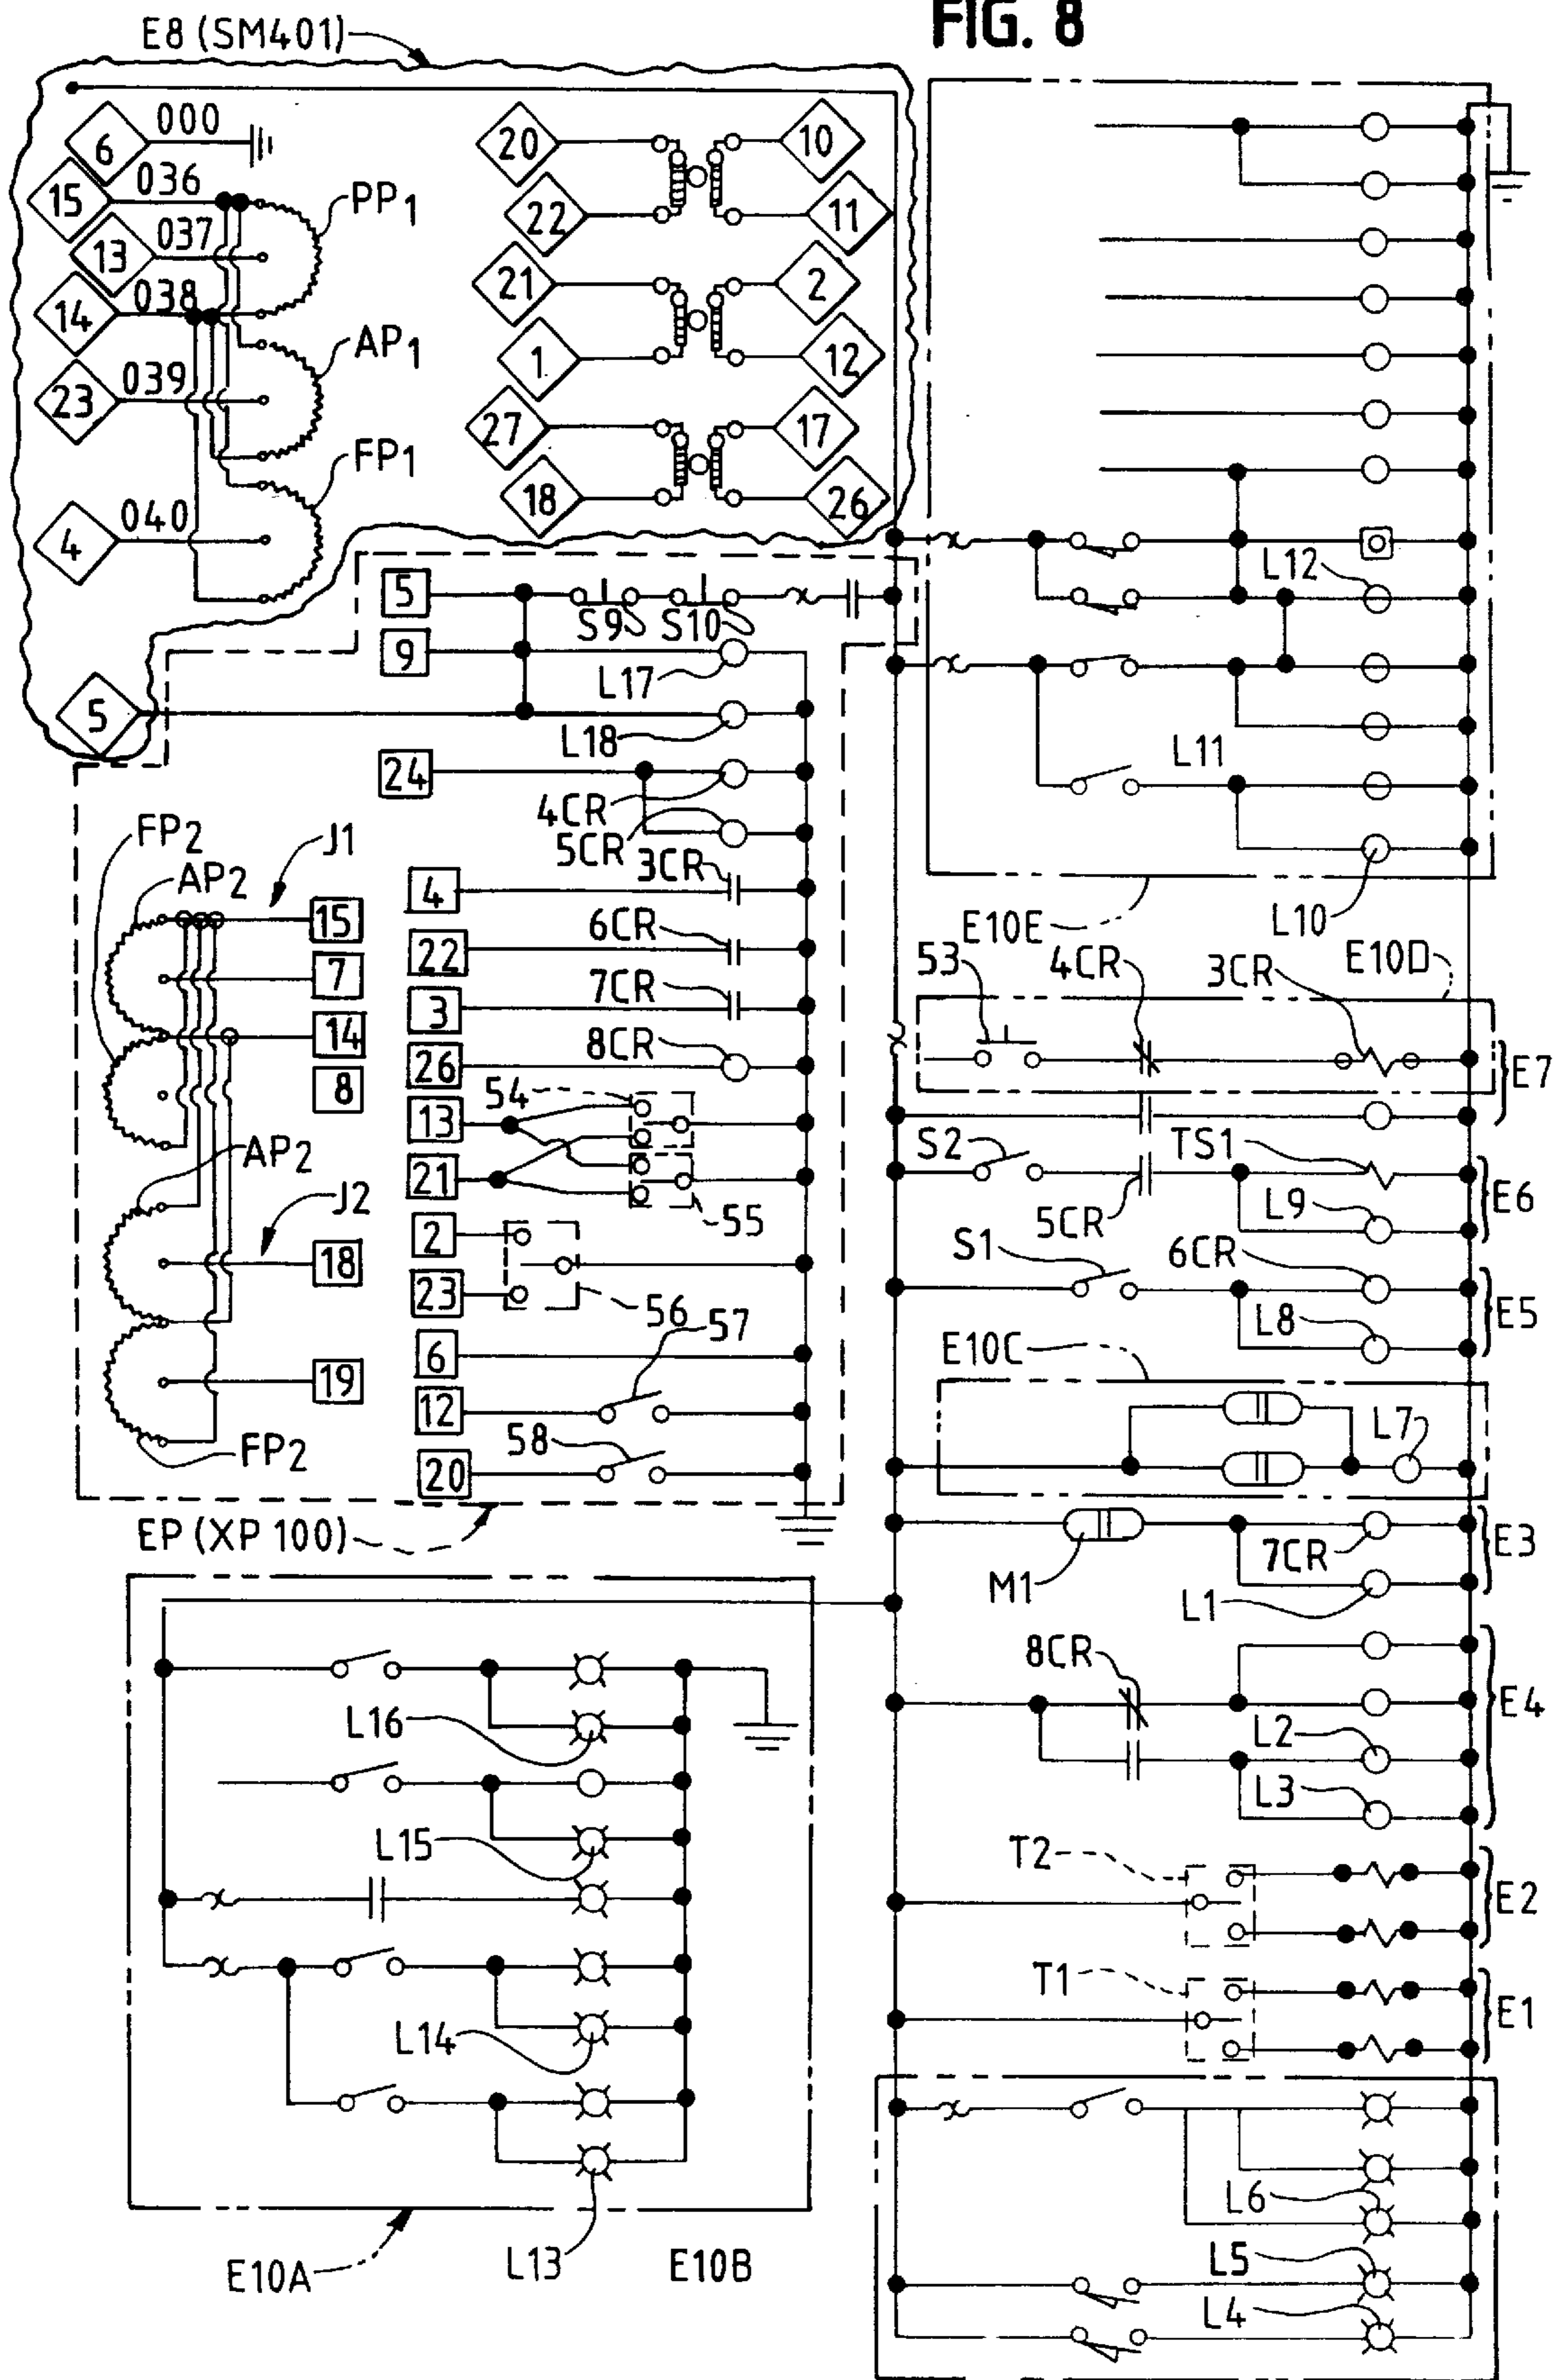 FIG. 8
E8 (SM401)
6 000
15 036
13 037
14 038
23 039
4 040
5
PP1
AP1
FP1
20 10
22 11
21 2
1 12
27 17
18 26
5 S9 S10
9
L17
L18
24
4CR
5CR
3CR
4
6CR
22
7CR
3
8CR
26
54
13
21
55
2
23
56
57
6
12
58
20
FP2
AP2
J1
15
7
14
8
AP2
J2
18
19
FP2
EP (XP 100)
L16
L15
L14
L13
E10A
E10B
L12
L11
L10
E10E
E10D
53 4CR 3CR
E7
S2 TS1
5CR L9
E6
S1 6CR
L8
E5
E10C
L7
M1 7CR
L1
E3
8CR
L2
L3
E4
T2
E2
T1
E1
L6
L5
L4